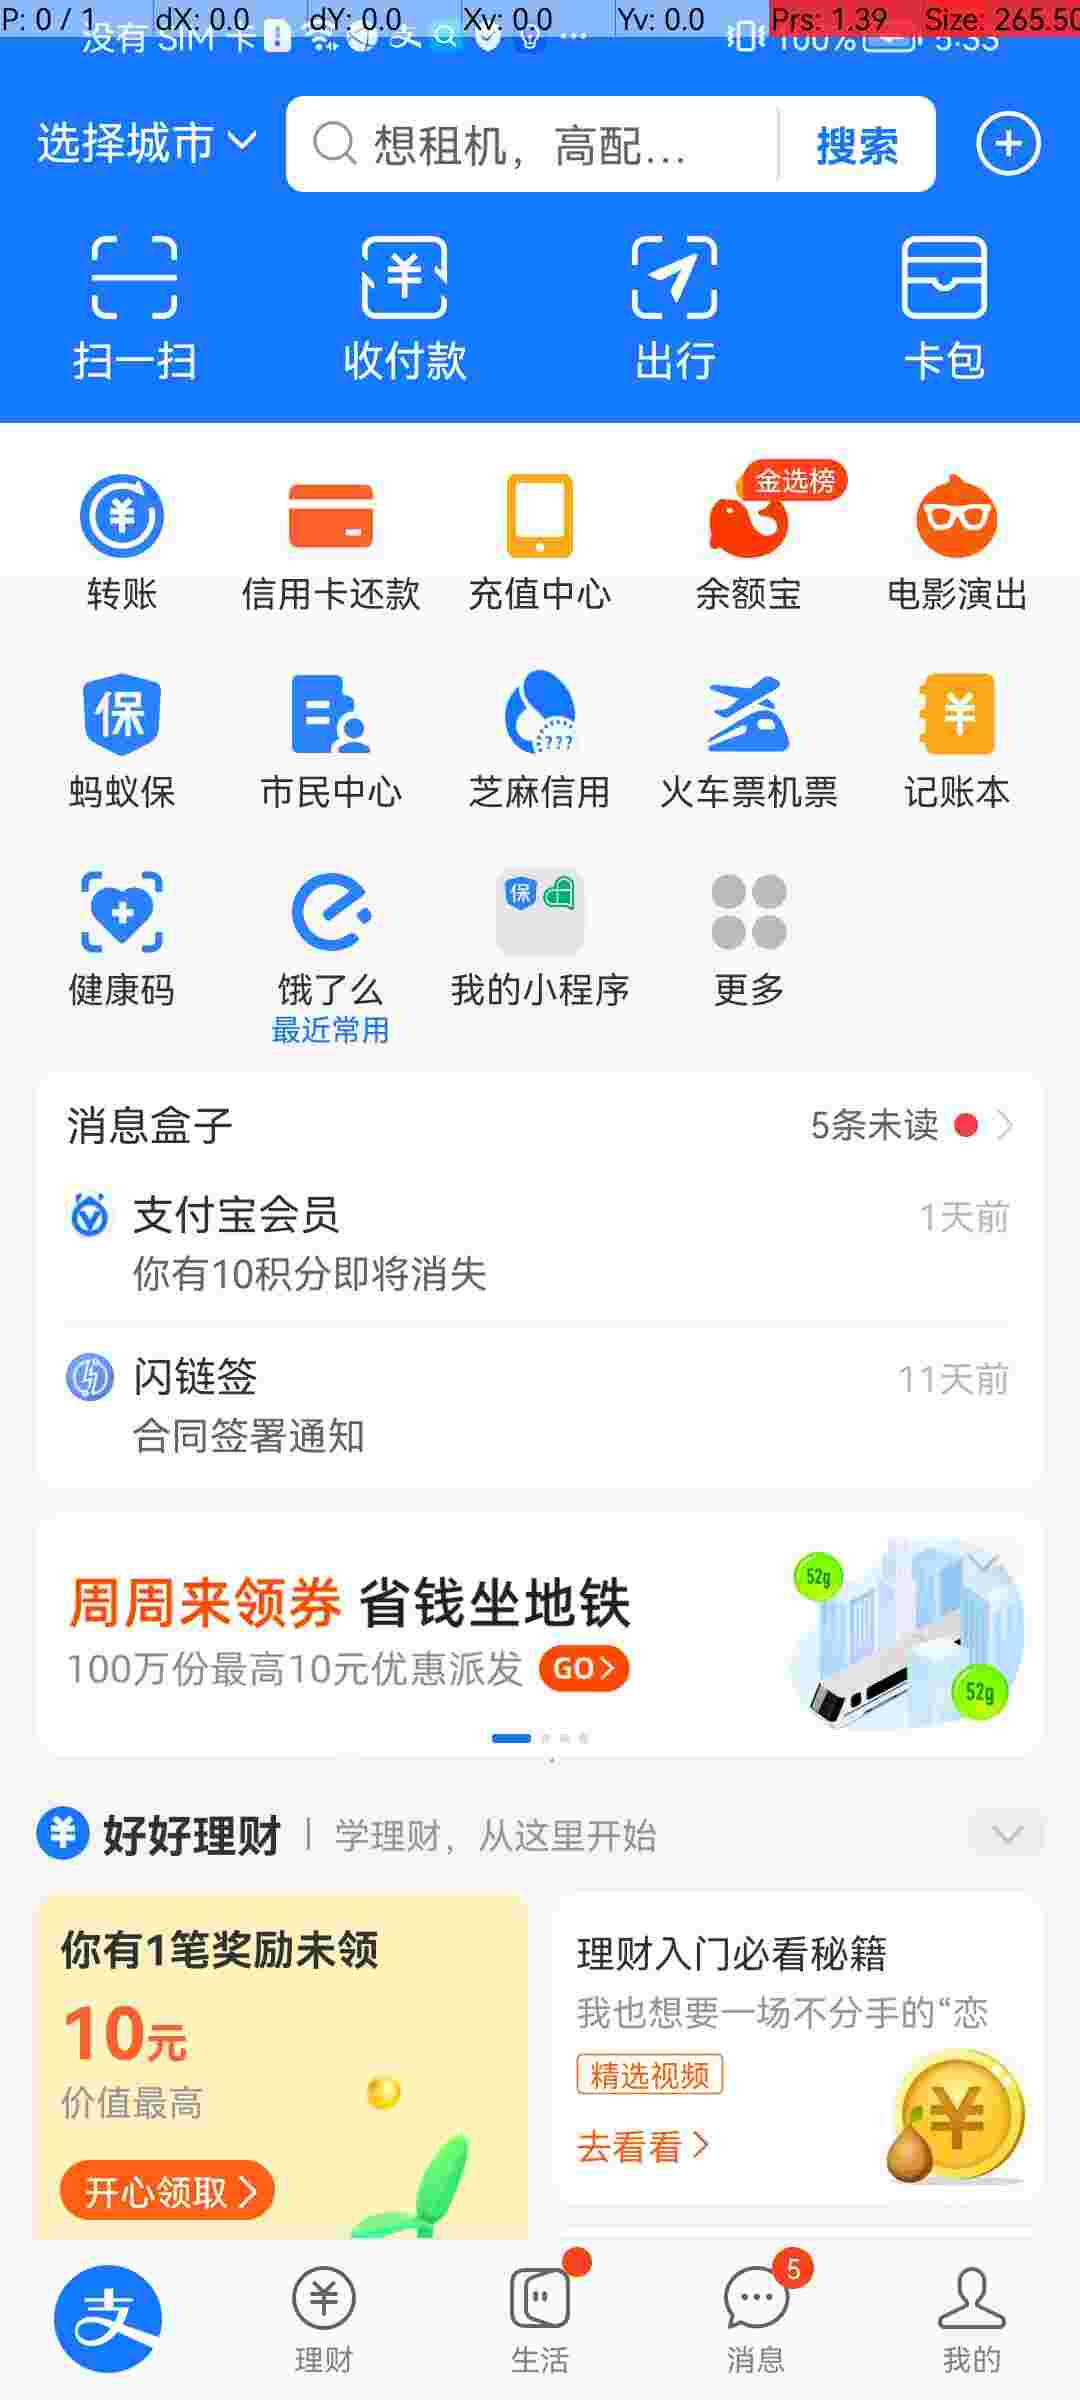 P: 0 / 1 dX: 0.0 dY: 0.0 Xv: 0.0 Yv: 0.0 Prs: 1.39 Size: 265.50
没有 SIM 卡 100% 5:33
选择城市 想租机，高配... 搜索
扫一扫 收付款 出行 卡包
金选榜
转账 信用卡还款 充值中心 余额宝 电影演出
保 ???
蚂蚁保 市民中心 芝麻信用 火车票机票 记账本
保
健康码 饿了么 我的小程序 更多
最近常用
消息盒子 5条未读
支付宝会员 1天前
你有10积分即将消失
闪链签 11天前
合同签署通知
52g
周周来领券 省钱坐地铁
100万份最高10元优惠派发 GO
52g
好好理财 | 学理财，从这里开始
你有1笔奖励未领
10元
价值最高
开心领取
理财入门必看秘籍
我也想要一场不分手的“恋
精选视频
去看看
支 5
理财 生活 消息 我的